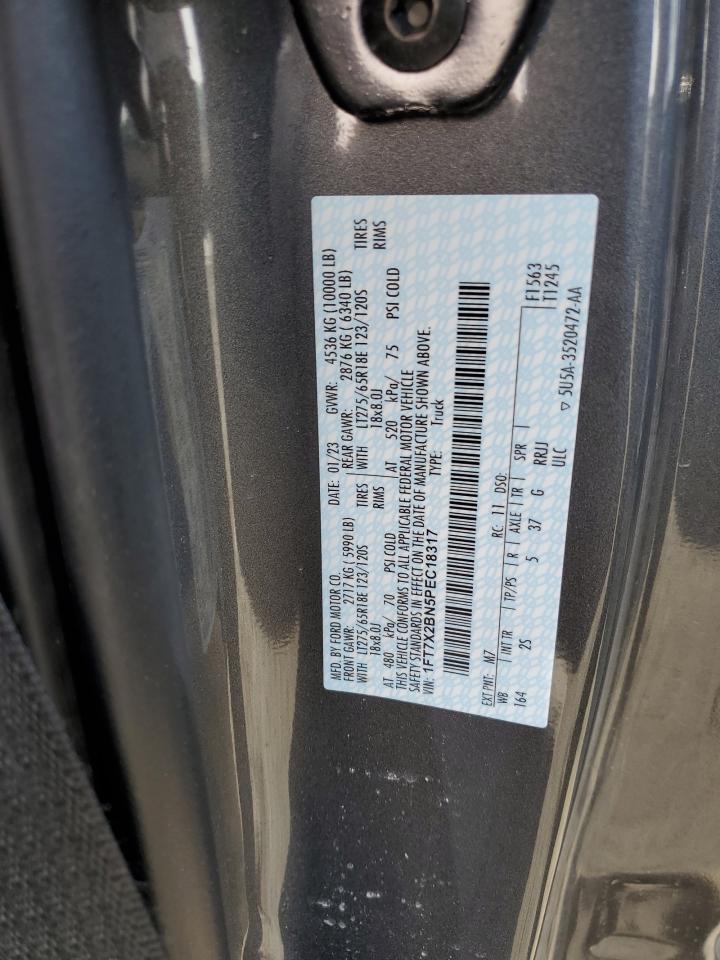 MFD. BY FORD MOTOR CO. DATE: 01/23 GVWR: 4536 KG (10000 LB)
FRONT GAWR: 2717 KG (5990 LB) REAR GAWR: 2876 KG (6340 LB)
WITH LT275/65R18E 123/120S TIRES WITH LT275/65R18E 123/120S TIRES
18x8.0J RIMS 18x8.0J RIMS
AT 480 kPa/ 70 PSI COLD AT 520 kPa/ 75 PSI COLD
THIS VEHICLE CONFORMS TO ALL APPLICABLE FEDERAL MOTOR VEHICLE
SAFETY STANDARDS IN EFFECT ON THE DATE OF MANUFACTURE SHOWN ABOVE.
VIN: 1FT7X2BN5PEC18317 TYPE: Truck
EXT PNT: M7 RC: 11 DSO:
WB | INT TR | TP/PS | R | AXLE | TR | SPR | F1563
164 2S 5 37 G RRJJ T1245
ULC
▽ 5U5A-3520472-AA